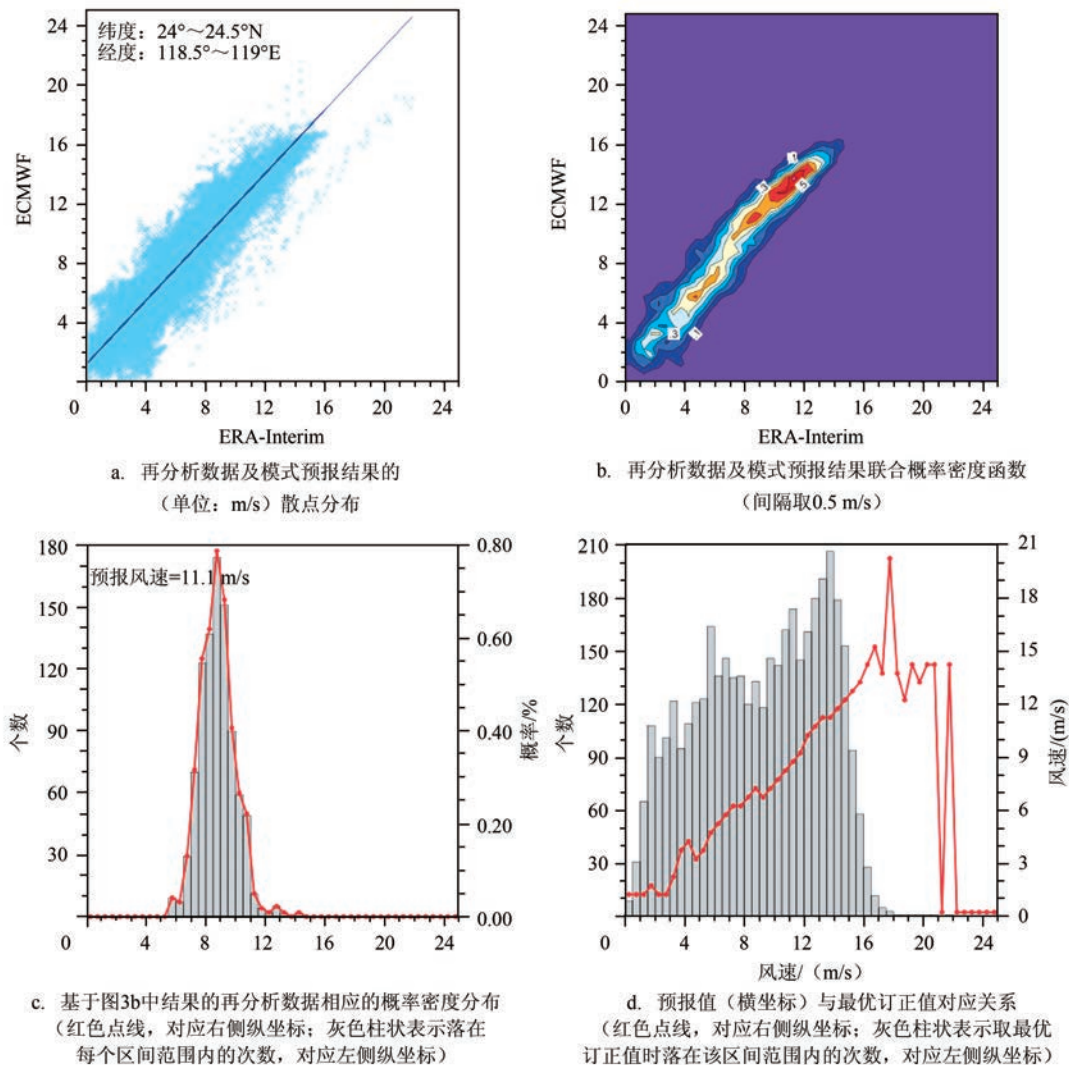 24
20
16
12
8
4
0
ECMWF
纬度：24°～24.5°N
经度：118.5°～119°E
0 4 8 12 16 20 24
ERA-Interim
a. 再分析数据及模式预报结果的
（单位：m/s）散点分布
24
20
16
12
8
4
0
ECMWF
1
3
5
3
1
0 4 8 12 16 20 24
ERA-Interim
b. 再分析数据及模式预报结果联合概率密度函数
（间隔取0.5 m/s）
180
150
120
90
60
30
个数
预报风速=11.1 m/s
0.80
0.60
0.40
0.20
0.00
概率/%
0 4 8 12 16 20 24
c. 基于图3b中结果的再分析数据相应的概率密度分布
（红色点线，对应右侧纵坐标；灰色柱状表示落在
每个区间范围内的次数，对应左侧纵坐标）
210
180
150
120
90
60
30
个数
21
18
15
12
9
6
3
0
风速/(m/s)
0 4 8 12 16 20 24
风速/（m/s）
d. 预报值（横坐标）与最优订正值对应关系
（红色点线，对应右侧纵坐标；灰色柱状表示取最优
订正值时落在该区间范围内的次数，对应左侧纵坐标）